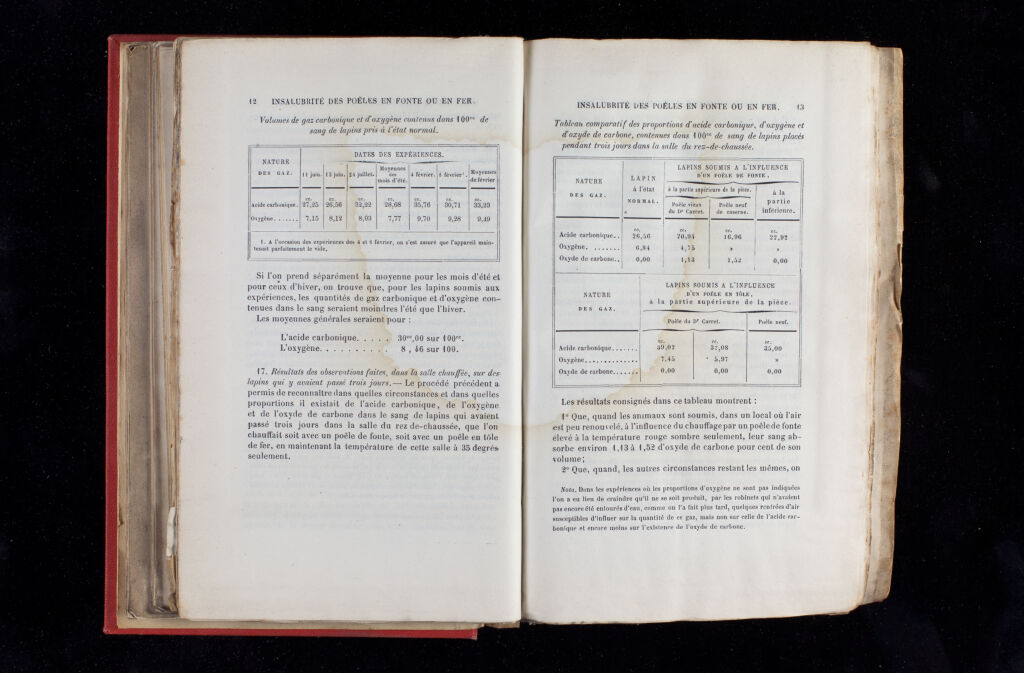 12 INSALUBRITÉ DES POÊLES EN FONTE OU EN FER.
Volumes de gaz carbonique et d'oxygène contenus dans 100cc de
sang de lapins pris à l'état normal.
NATURE DES GAZ. DATES DES EXPÉRIENCES.
11 juin. 13 juin. 24 juillet. Moyennes des mois d'été. 4 février. 6 février1. Moyennes de février
cc. cc. cc. cc. cc. cc. cc.
Acide carbonique. 27,25 26,56 32,22 28,68 35,76 30,71 33,23
Oxygène....... 7,15 8,12 8,03 7,77 9,70 9,28 9,49
1. A l'occasion des expériences des 4 et 6 février, on s'est assuré que l'appareil main-
tenait parfaitement le vide.
Si l'on prend séparément la moyenne pour les mois d'été et
pour ceux d'hiver, on trouve que, pour les lapins soumis aux
expériences, les quantités de gaz carbonique et d'oxygène con-
tenues dans le sang seraient moindres l'été que l'hiver.
Les moyennes générales seraient pour :
L'acide carbonique. . . . . 30cc,00 sur 100cc.
L'oxygène. . . . . . . . . . 8 , 46 sur 100.
17. Résultats des observations faites, dans la salle chauffée, sur des
lapins qui y avaient passé trois jours. — Le procédé précédent a
permis de reconnaître dans quelles circonstances et dans quelles
proportions il existait de l'acide carbonique, de l'oxygène
et de l'oxyde de carbone dans le sang de lapins qui avaient
passé trois jours dans la salle du rez-de-chaussée, que l'on
chauffait soit avec un poêle de fonte, soit avec un poêle en tôle
de fer, en maintenant la température de cette salle à 35 degrés
seulement.
INSALUBRITÉ DES POÊLES EN FONTE OU EN FER. 13
Tableau comparatif des proportions d'acide carbonique, d'oxygène et
d'oxyde de carbone, contenues dans 100cc de sang de lapins placés
pendant trois jours dans la salle du rez-de-chaussée.
NATURE DES GAZ. LAPIN à l'état NORMAL. LAPINS SOUMIS A L'INFLUENCE
D'UN POÊLE DE FONTE,
à la partie supérieure de la pièce. à la partie inférieure.
Poêle vieux du Dr Carret. Poêle neuf de caserne.
cc. cc. cc. cc.
Acide carbonique.. 26,56 20,94 16,96 22,92
Oxygène. ....... 6,84 4,75 » »
Oxyde de carbone.. 0,00 1,13 1,52 0,00
NATURE DES GAZ. LAPINS SOUMIS A L'INFLUENCE
D'UN POÊLE EN TÔLE,
à la partie supérieure de la pièce.
Poêle du Dr Carret. Poêle neuf.
cc. cc. cc.
Acide carbonique....... 39,02 32,08 35,00
Oxygène.............. 7,45 5,97 »
Oxyde de carbone....... 0,00 0,00 0,00
Les résultats consignés dans ce tableau montrent :
1° Que, quand les animaux sont soumis, dans un local où l'air
est peu renouvelé, à l'influence du chauffage par un poêle de fonte
élevé à la température rouge sombre seulement, leur sang ab-
sorbe environ 1,13 à 1,52 d'oxyde de carbone pour cent de son
volume;
2° Que, quand, les autres circonstances restant les mêmes, on
Nota. Dans les expériences où les proportions d'oxygène ne sont pas indiquées
l'on a eu lieu de craindre qu'il ne se soit produit, par les robinets qui n'avaient
pas encore été entourés d'eau, comme on l'a fait plus tard, quelques rentrées d'air
susceptibles d'influer sur la quantité de ce gaz, mais non sur celle de l'acide car-
bonique et encore moins sur l'existence de l'oxyde de carbone.